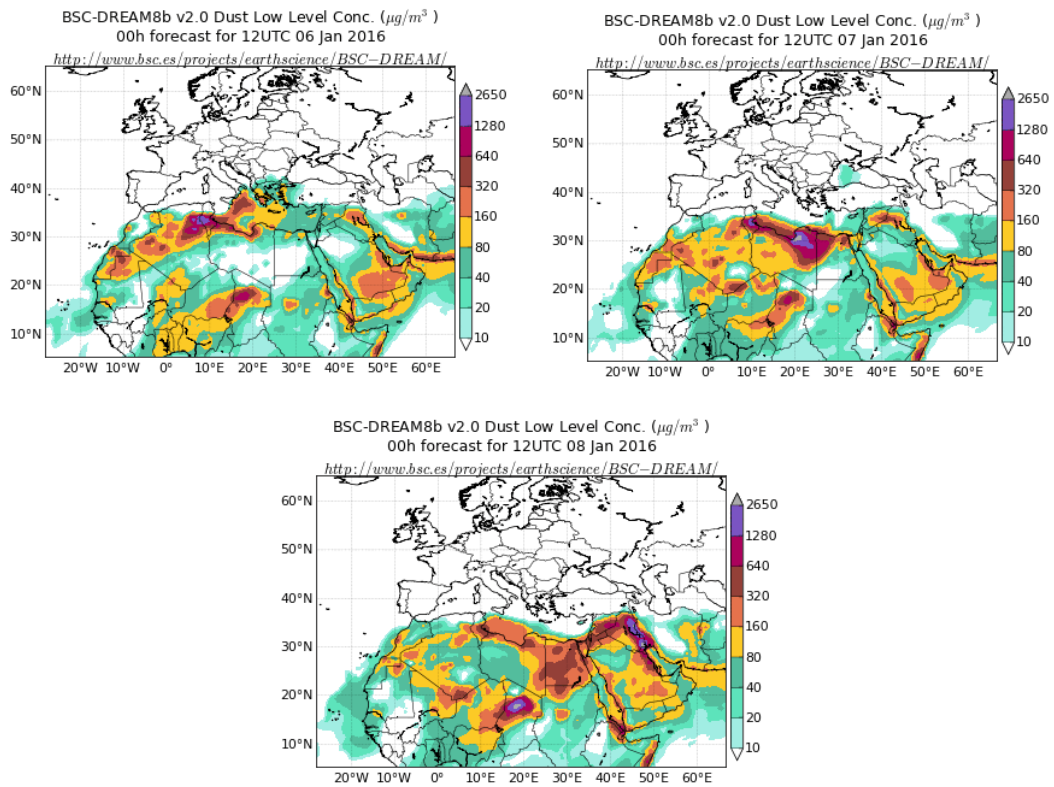 BSC-DREAM8b v2.0 Dust Low Level Conc. (μg/m³ )
00h forecast for 12UTC 06 Jan 2016
http://www.bsc.es/projects/earthscience/BSC−DREAM/
60°N
50°N
40°N
30°N
20°N
10°N
20°W
10°W
0°
10°E
20°E
30°E
40°E
50°E
60°E
2650
1280
640
320
160
80
40
20
10
BSC-DREAM8b v2.0 Dust Low Level Conc. (μg/m³ )
00h forecast for 12UTC 07 Jan 2016
http://www.bsc.es/projects/earthscience/BSC−DREAM/
60°N
50°N
40°N
30°N
20°N
10°N
20°W
10°W
0°
10°E
20°E
30°E
40°E
50°E
60°E
2650
1280
640
320
160
80
40
20
10
BSC-DREAM8b v2.0 Dust Low Level Conc. (μg/m³ )
00h forecast for 12UTC 08 Jan 2016
http://www.bsc.es/projects/earthscience/BSC−DREAM/
60°N
50°N
40°N
30°N
20°N
10°N
20°W
10°W
0°
10°E
20°E
30°E
40°E
50°E
60°E
2650
1280
640
320
160
80
40
20
10